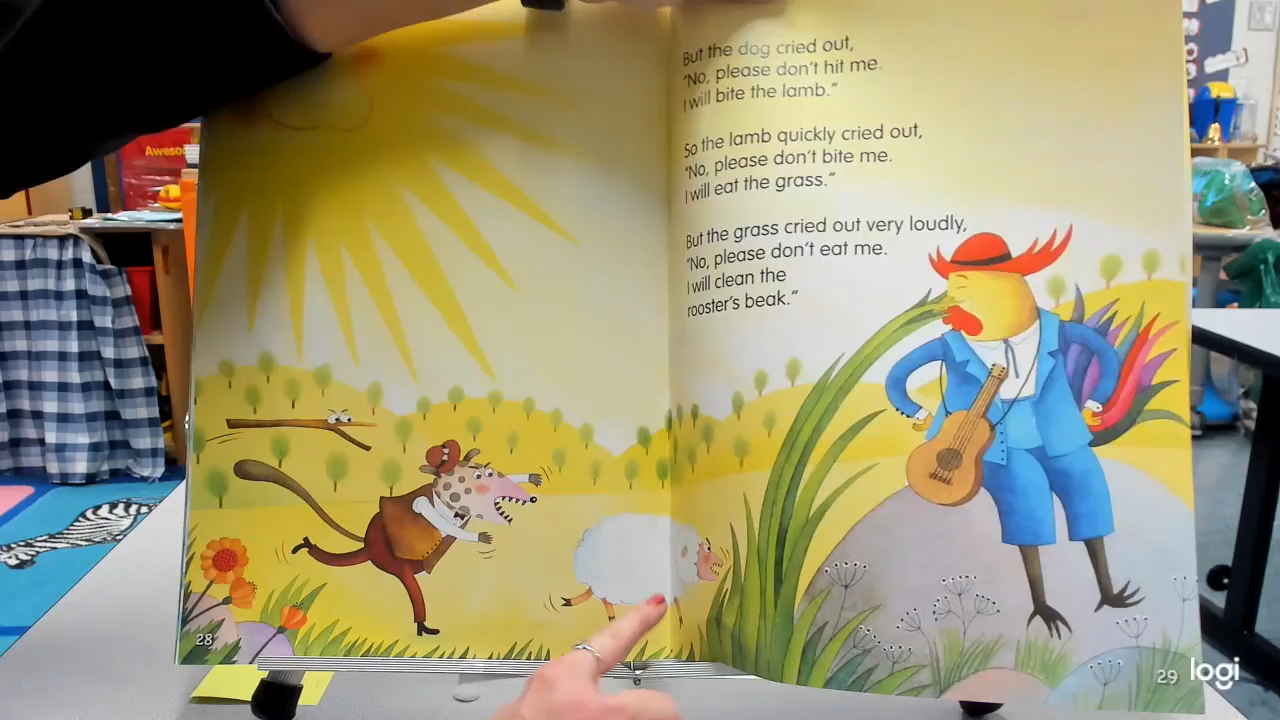 But the dog cried out,
"No, please don't hit me.
I will bite the lamb."
So the lamb quickly cried out,
"No, please don't bite me.
I will eat the grass."
But the grass cried out very loudly,
"No, please don't eat me.
I will clean the
rooster's beak."
28
29
logi
Aweso